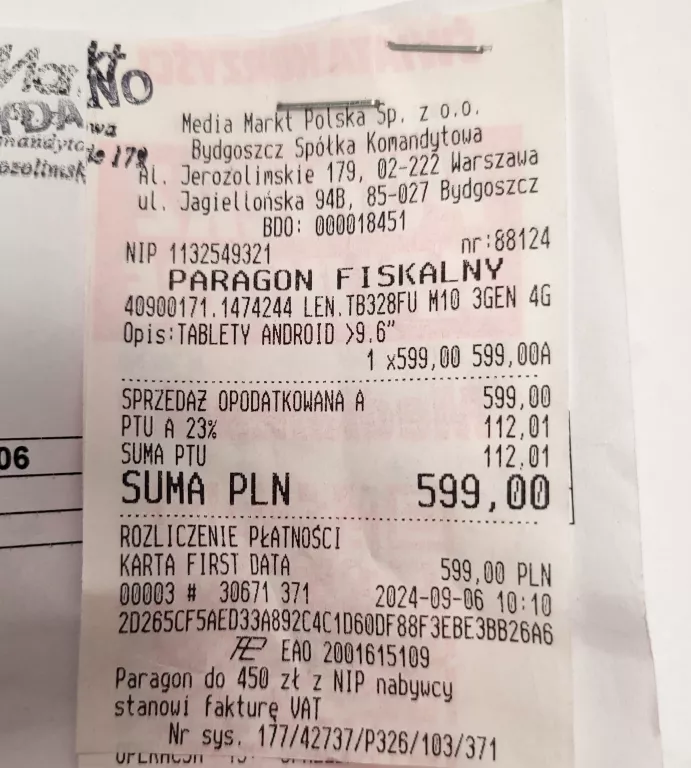 NO
Media Markt Polska Sp. z o.o.
Bydgoszcz Spółka Komandytowa
Al. Jerozolimskie 179, 02-222 Warszawa
ul. Jagiellońska 94B, 85-027 Bydgoszcz
BDO: 000018451
NIP 1132549321 nr:88124
PARAGON FISKALNY
40900171.1474244 LEN.TB328FU M10 3GEN 4G
Opis:TABLETY ANDROID >9.6"
1 x599,00 599,00A
SPRZEDAŻ OPODATKOWANA A 599,00
PTU A 23% 112,01
SUMA PTU 112,01
SUMA PLN 599,00
06
ROZLICZENIE PŁATNOŚCI
KARTA FIRST DATA 599,00 PLN
00003 # 30671 371 2024-09-06 10:10
2D265CF5AED33A892C4C1D60DF88F3EBE3BB26A6
EAO 2001615109
Paragon do 450 zł z NIP nabywcy
stanowi fakturę VAT
Nr sys. 177/42737/P326/103/371